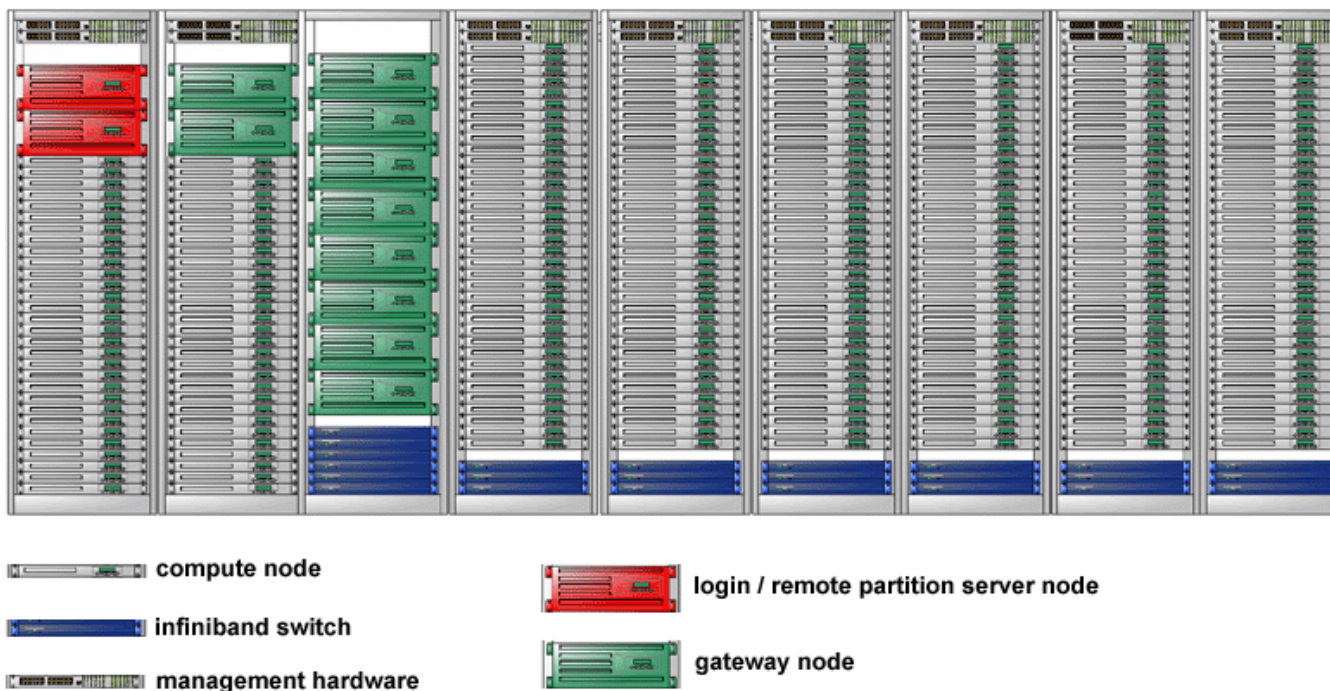 compute node
login / remote partition server node
infiniband switch
gateway node
management hardware